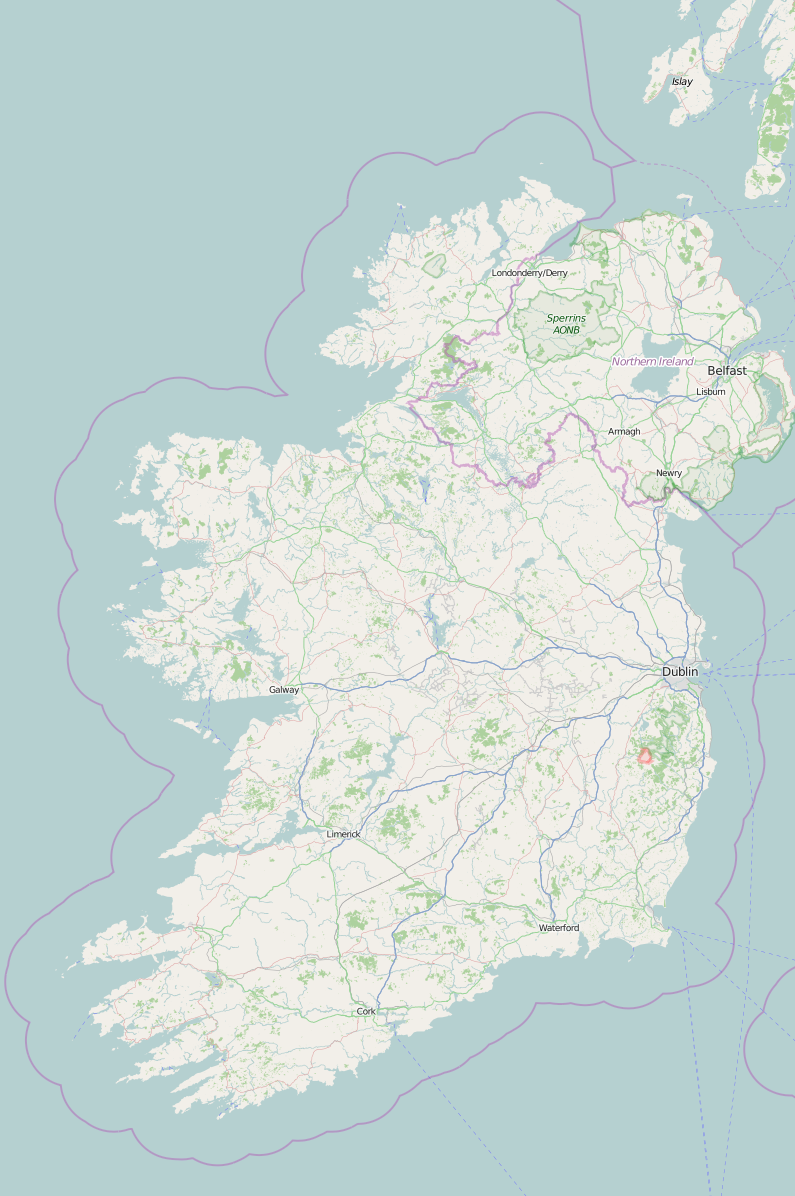 Islay
Londonderry/Derry
Sperrins
AONB
Northern Ireland
Belfast
Lisburn
Armagh
Newry
Dublin
Galway
Limerick
Waterford
Cork